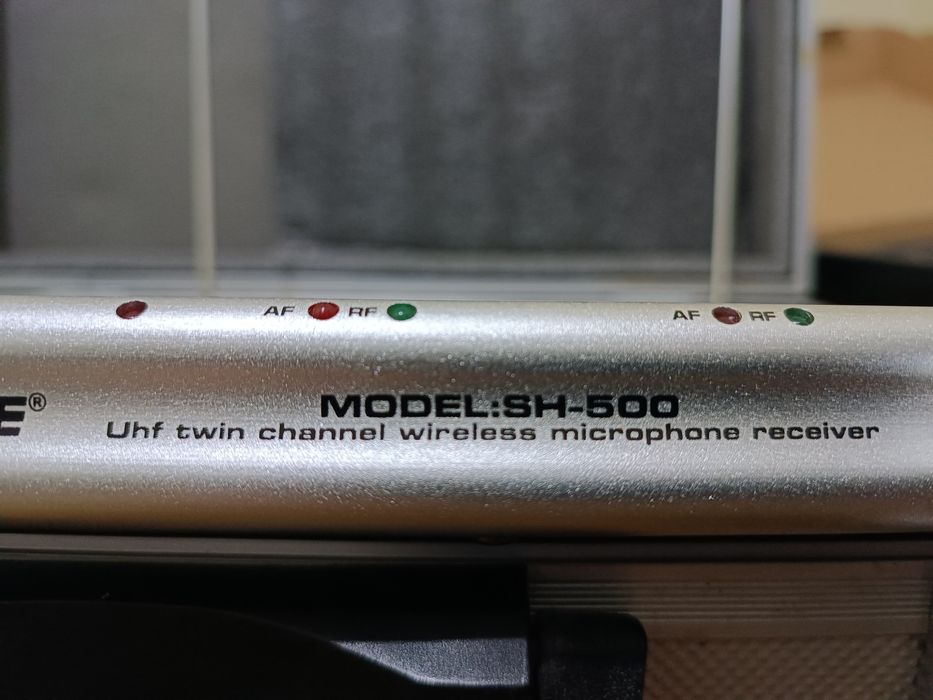 AF RF AF RF
E®
MODEL:SH-500
Uhf twin channel wireless microphone receiver